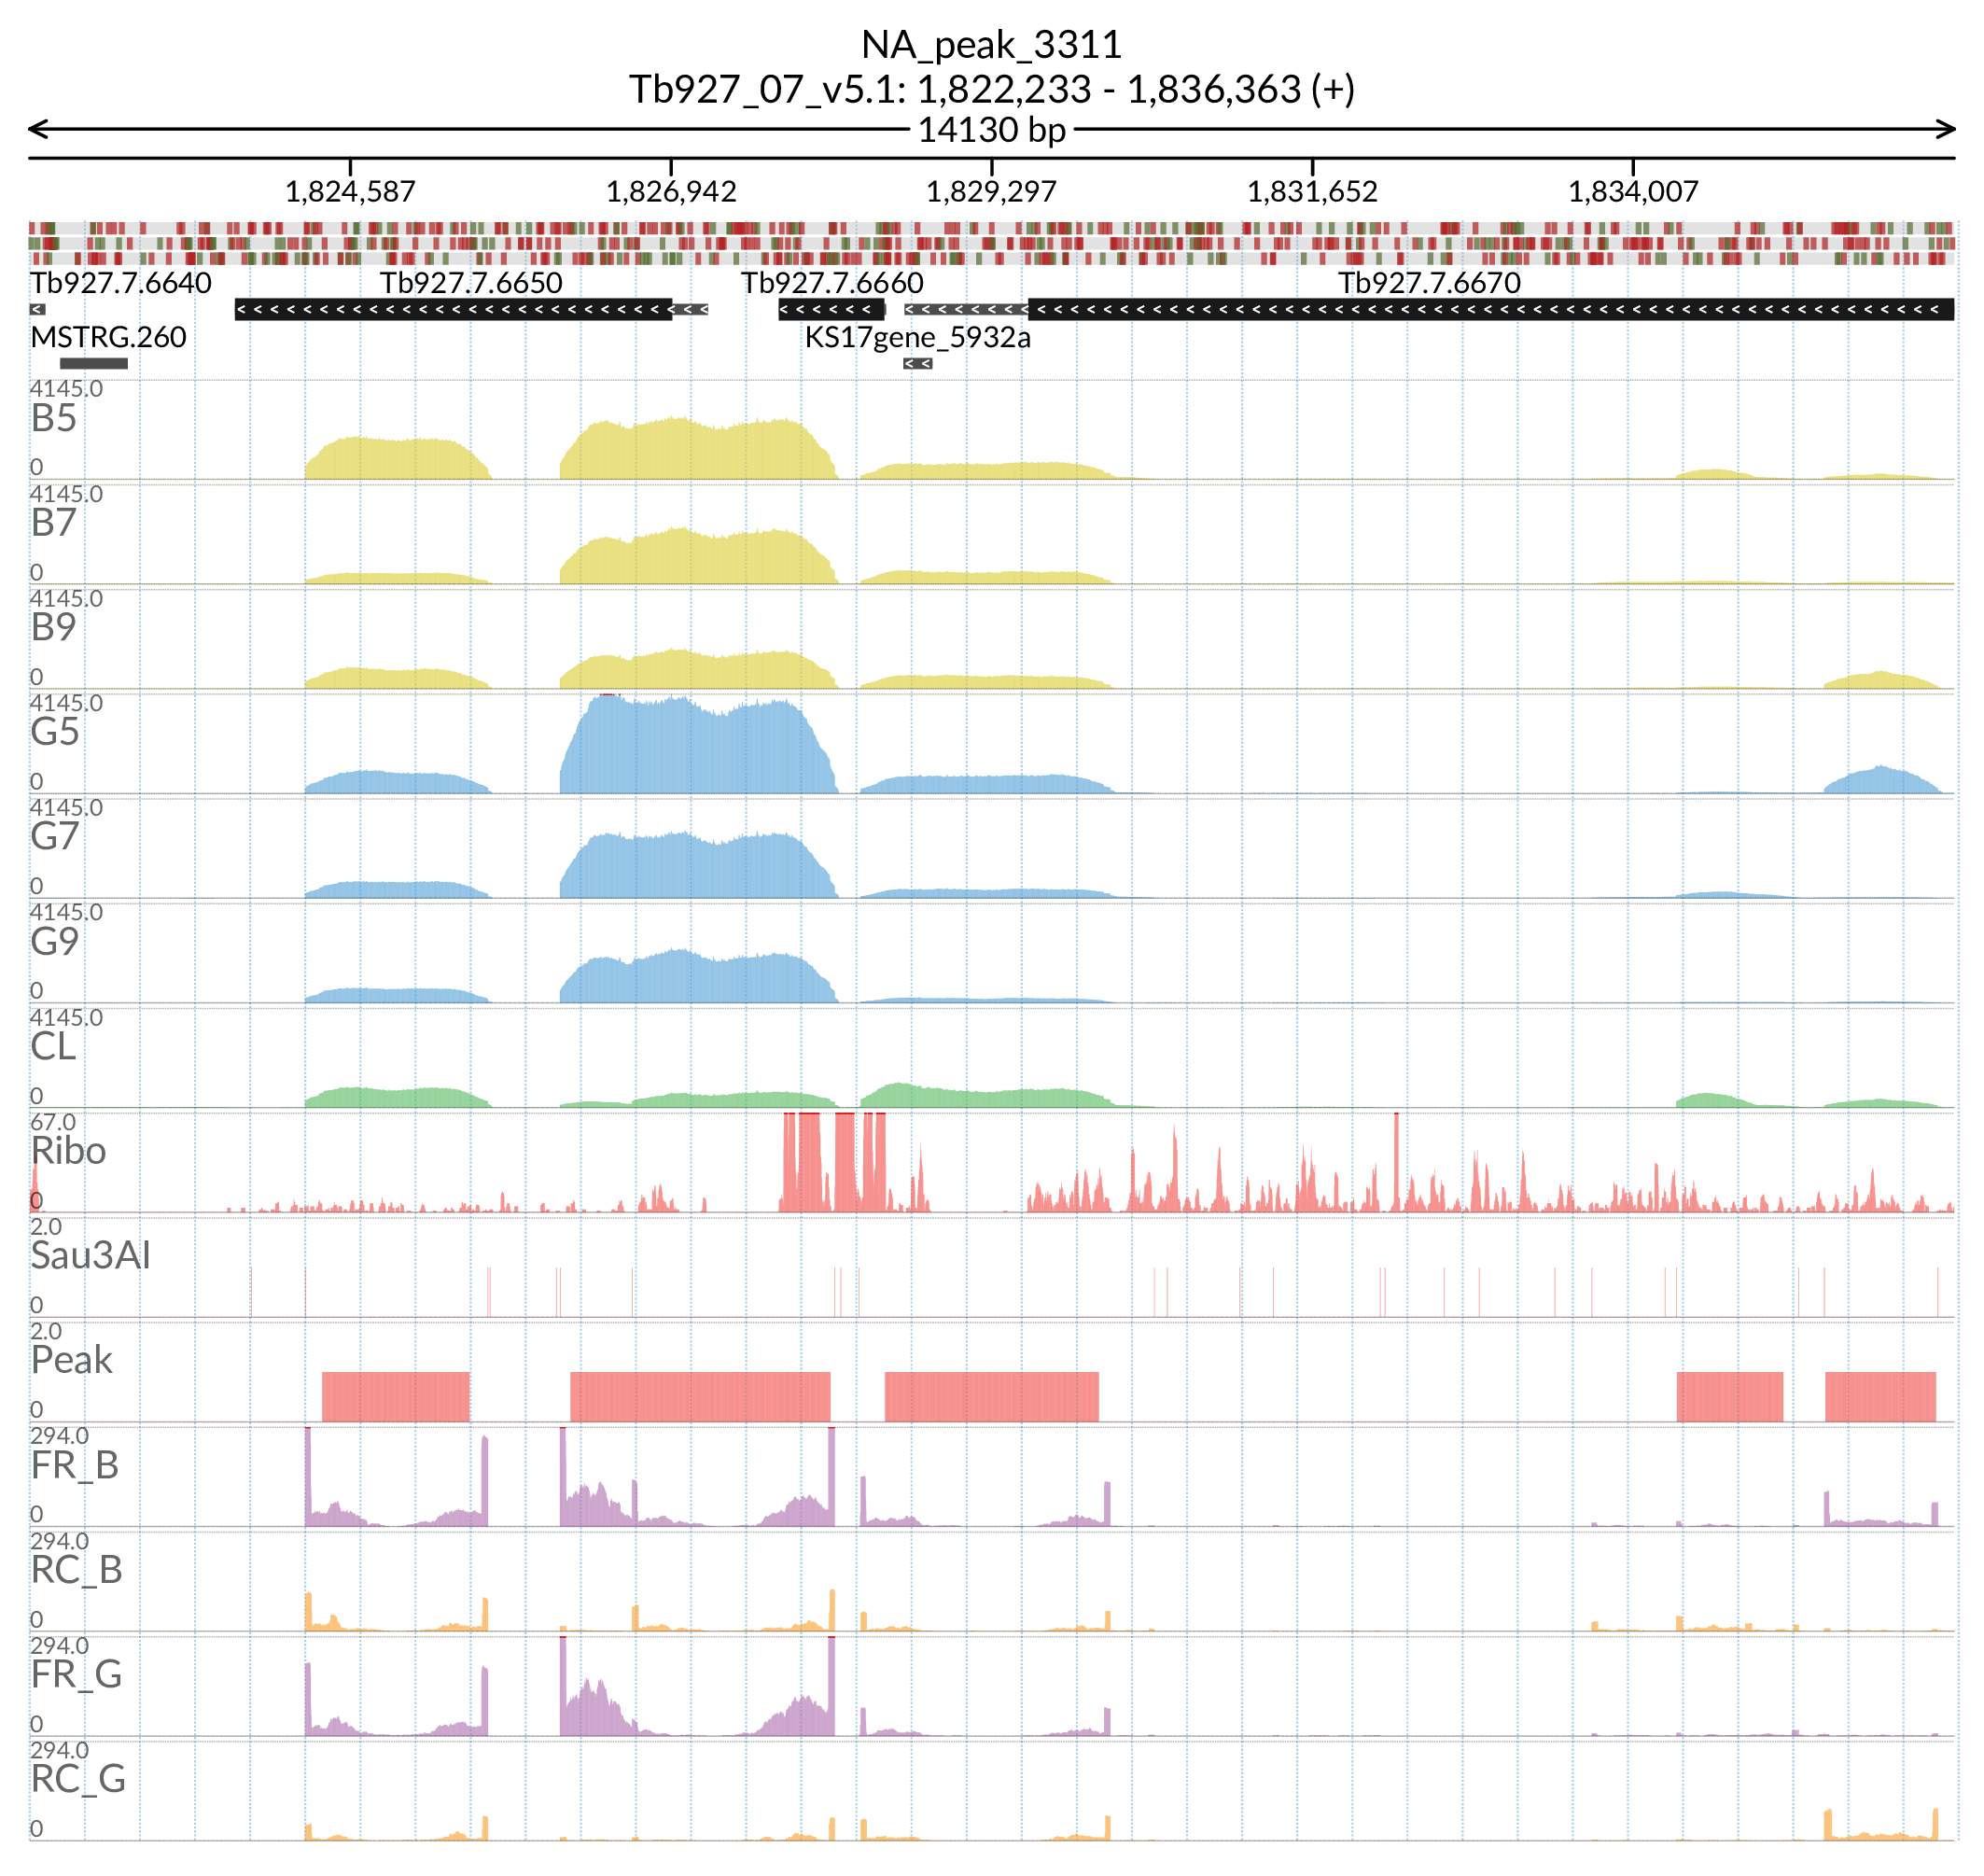 NA_peak_3311
Tb927_07_v5.1: 1,822,233 - 1,836,363 (+)
14130 bp
1,824,587 1,826,942 1,829,297 1,831,652 1,834,007
Tb927.7.6640 Tb927.7.6650 Tb927.7.6660 Tb927.7.6670
MSTRG.260 KS17gene_5932a
4145.0
B5
0
4145.0
B7
0
4145.0
B9
0
4145.0
G5
0
4145.0
G7
0
4145.0
G9
0
4145.0
CL
0
67.0
Ribo
0
2.0
Sau3AI
0
2.0
Peak
0
294.0
FR_B
0
294.0
RC_B
0
294.0
FR_G
0
294.0
RC_G
0